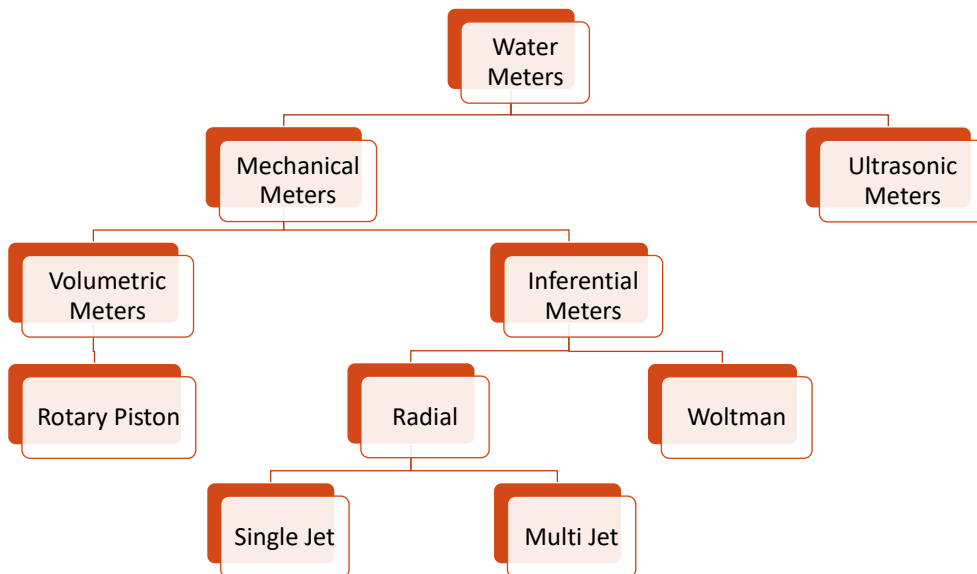 Water
Meters
Mechanical
Meters
Ultrasonic
Meters
Volumetric
Meters
Inferential
Meters
Rotary Piston
Radial
Woltman
Single Jet
Multi Jet